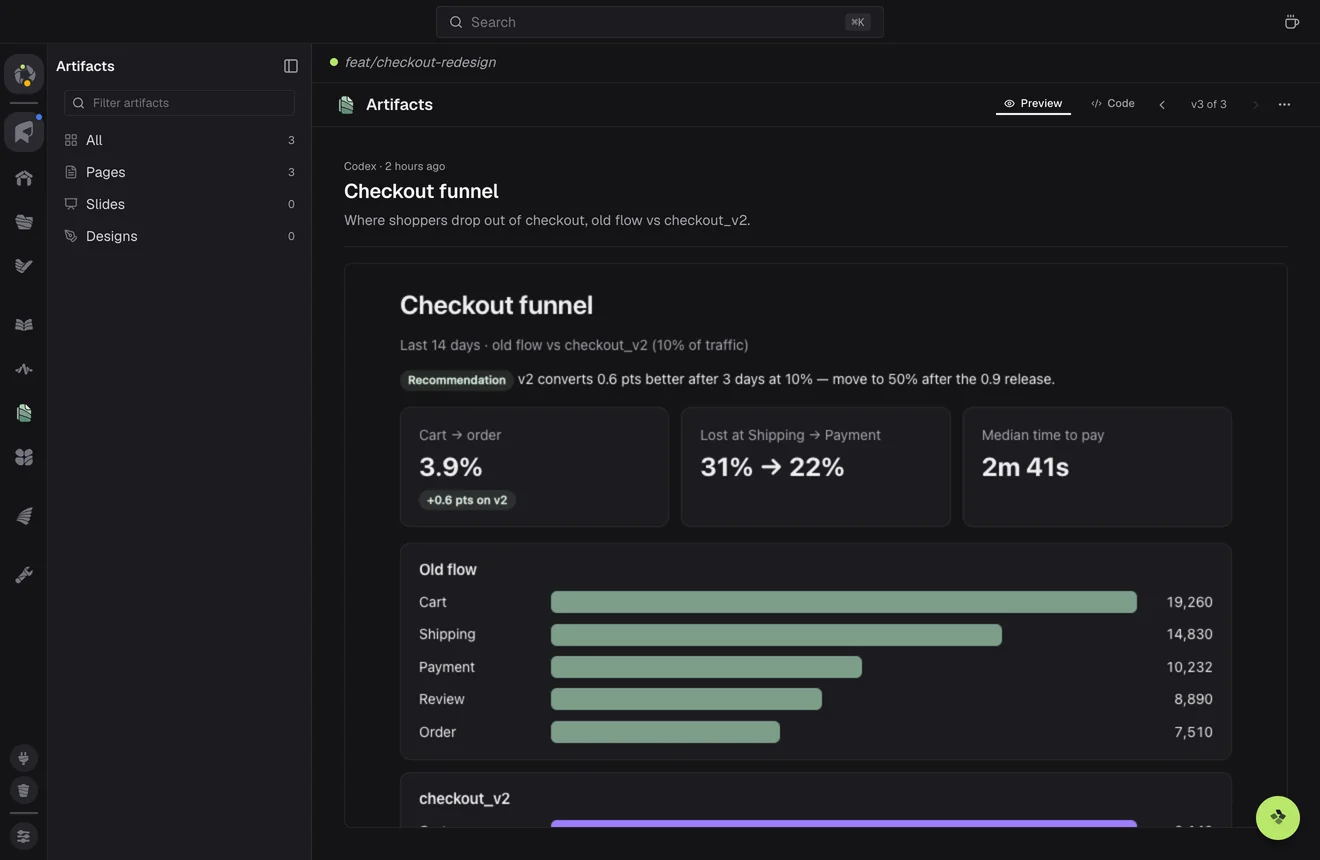 Search
⌘K
Artifacts
Filter artifacts
All 3
Pages 3
Slides 0
Designs 0
feat/checkout-redesign
Artifacts
Preview
Code
v3 of 3
Codex · 2 hours ago
Checkout funnel
Where shoppers drop out of checkout, old flow vs checkout_v2.
Checkout funnel
Last 14 days · old flow vs checkout_v2 (10% of traffic)
Recommendation v2 converts 0.6 pts better after 3 days at 10% — move to 50% after the 0.9 release.
Cart → order
3.9%
+0.6 pts on v2
Lost at Shipping → Payment
31% → 22%
Median time to pay
2m 41s
Old flow
Cart 19,260
Shipping 14,830
Payment 10,232
Review 8,890
Order 7,510
checkout_v2